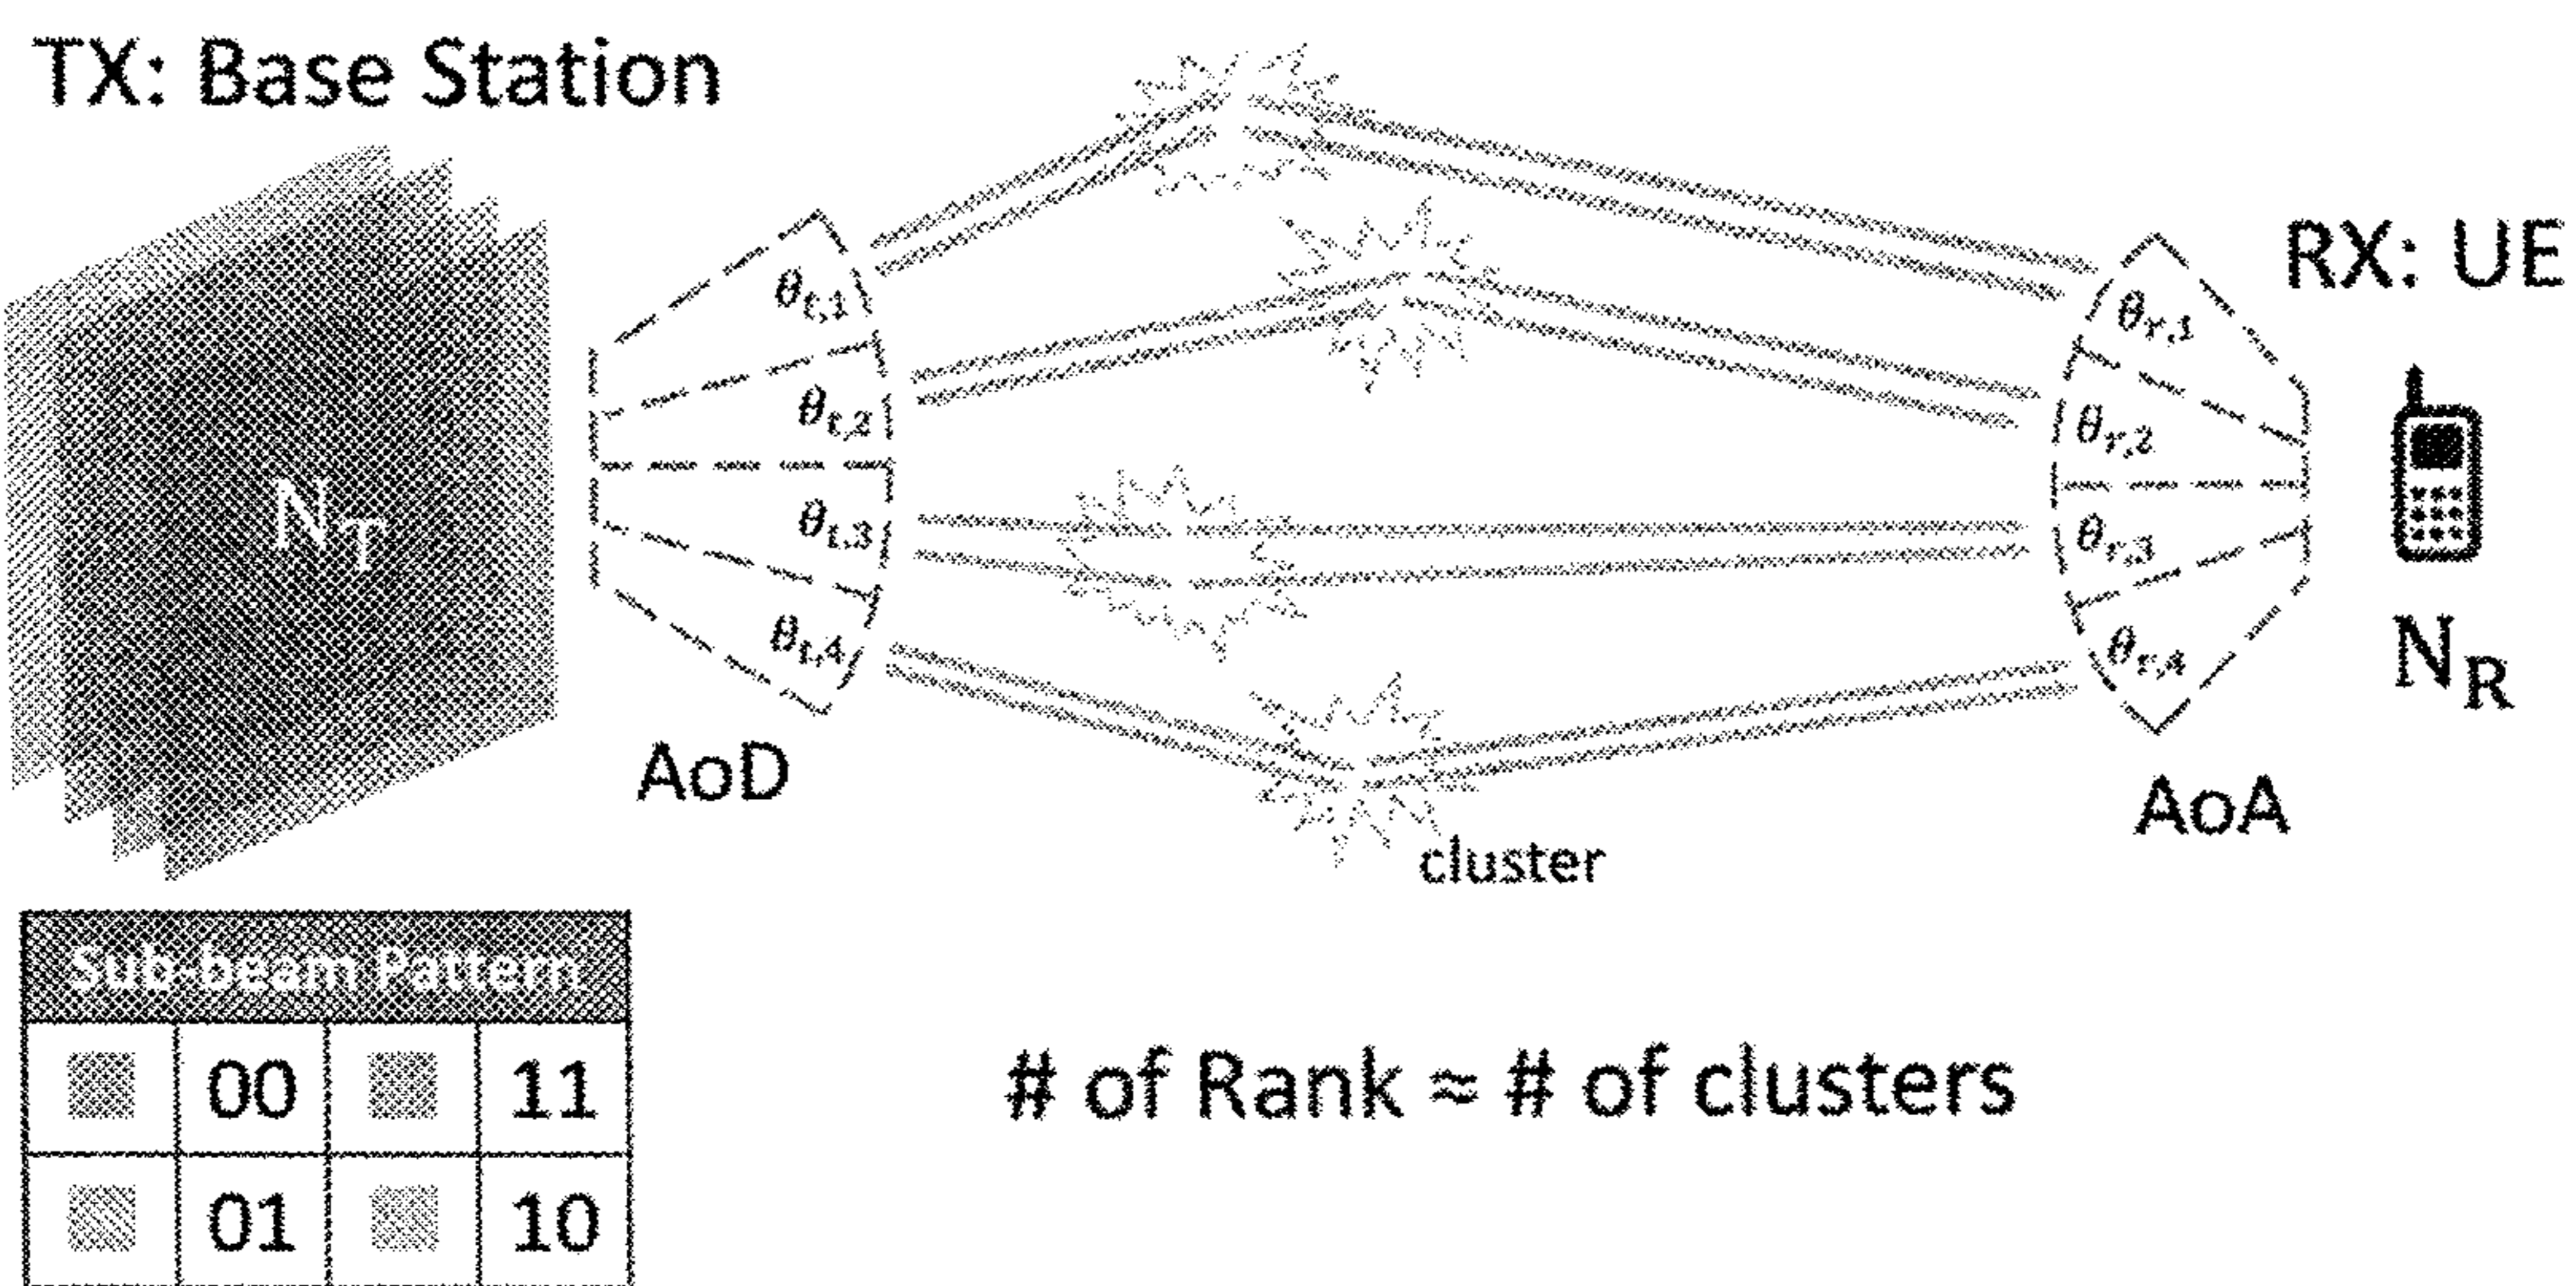 TX: Base Station
RX: UE
N_T
θ_t,1
θ_t,2
θ_t,3
θ_t,4
AoD
cluster
θ_r,1
θ_r,2
θ_r,3
θ_r,4
AoA
N_R
Sub-beam Pattern
00 11
01 10
# of Rank ≈ # of clusters